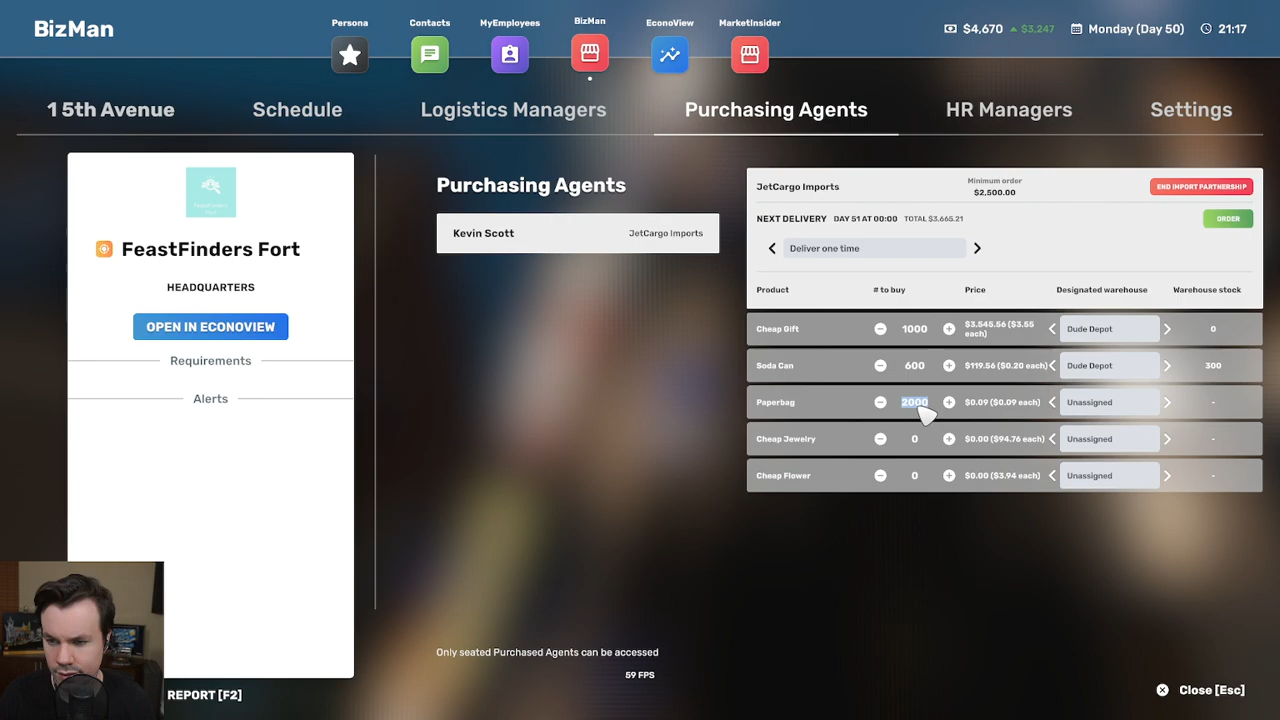 BizMan
Persona
Contacts
MyEmployees
BizMan
EconoView
MarketInsider
$4,670 $3,247
Monday (Day 50)
21:17
1 5th Avenue
Schedule
Logistics Managers
Purchasing Agents
HR Managers
Settings
FeastFinders Fort
HEADQUARTERS
OPEN IN ECONOVIEW
Requirements
Alerts
Purchasing Agents
Kevin Scott JetCargo Imports
JetCargo Imports
Minimum order
$2,500.00
END IMPORT PARTNERSHIP
NEXT DELIVERY DAY 51 AT 00:00 TOTAL $3,665.21
ORDER
Deliver one time
Product # to buy Price Designated warehouse Warehouse stock
Cheap Gift 1000 $3,545.56 ($3.55 each) Dude Depot 0
Soda Can 600 $119.56 ($0.20 each) Dude Depot 300
Paperbag 2000 $0.09 ($0.09 each) Unassigned -
Cheap Jewelry 0 $0.00 ($94.76 each) Unassigned -
Cheap Flower 0 $0.00 ($3.94 each) Unassigned -
Only seated Purchased Agents can be accessed
59 FPS
REPORT [F2]
Close [Esc]